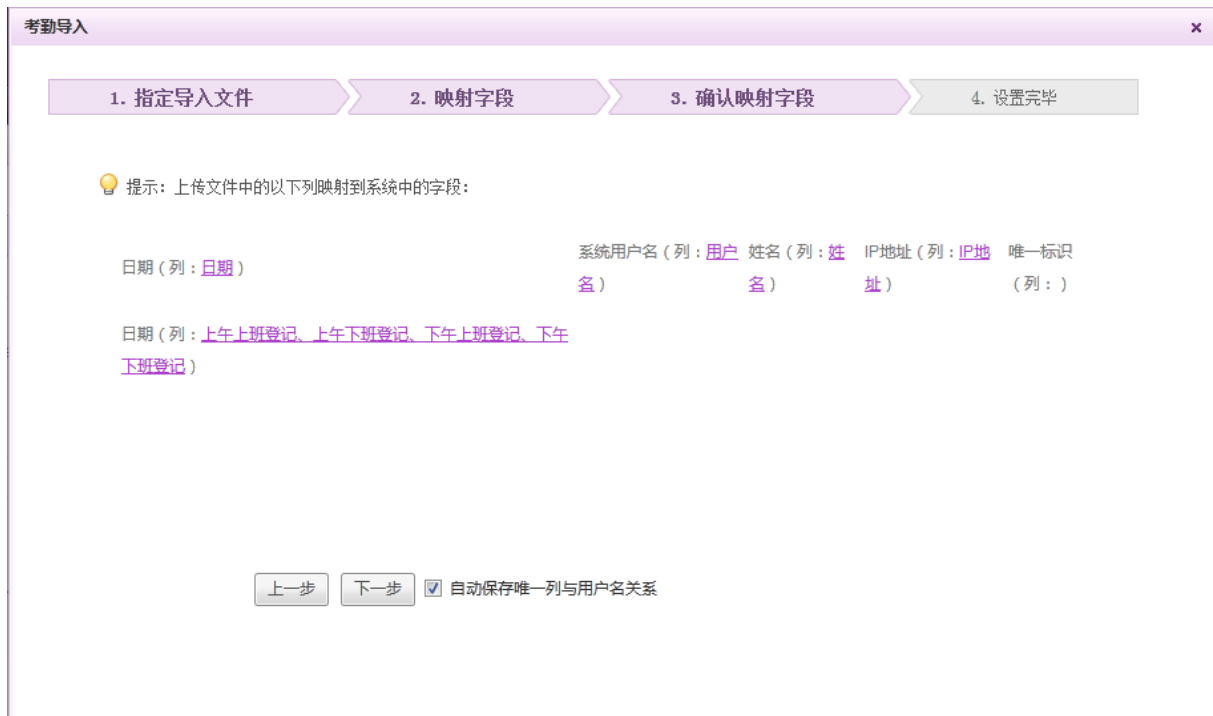 考勤导入
1. 指定导入文件
2. 映射字段
3. 确认映射字段
4. 设置完毕
提示：上传文件中的以下列映射到系统中的字段：
日期（列：日期）
系统用户名（列：用户
名）
姓名（列：姓
名）
IP地址（列：IP地
址）
唯一标识
（列：）
日期（列：上午上班登记、上午下班登记、下午上班登记、下午
下班登记）
上一步
下一步
自动保存唯一列与用户名关系